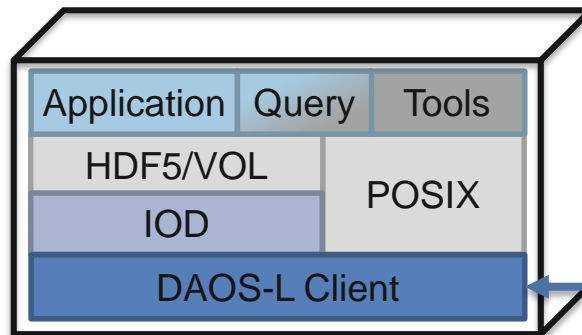 Application Query Tools
HDF5/VOL
POSIX
IOD
DAOS-L Client